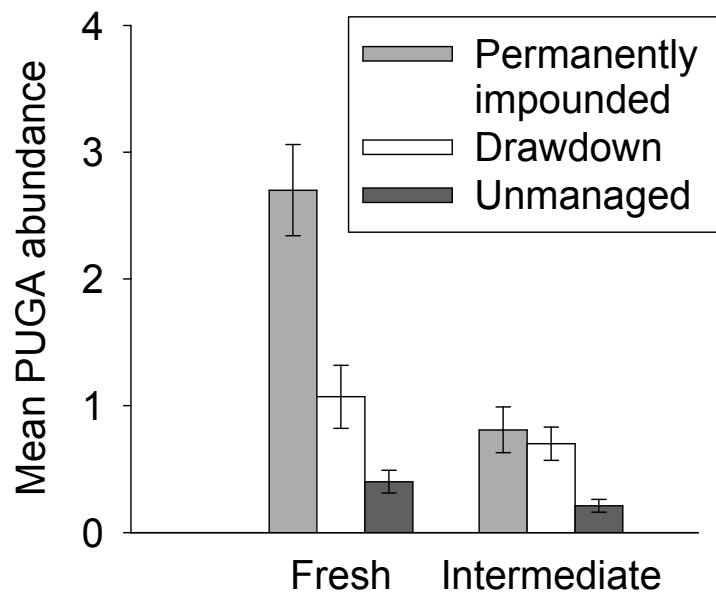 Mean PUGA abundance
4
3
2
1
0
Permanently
impounded
Drawdown
Unmanaged
Fresh
Intermediate